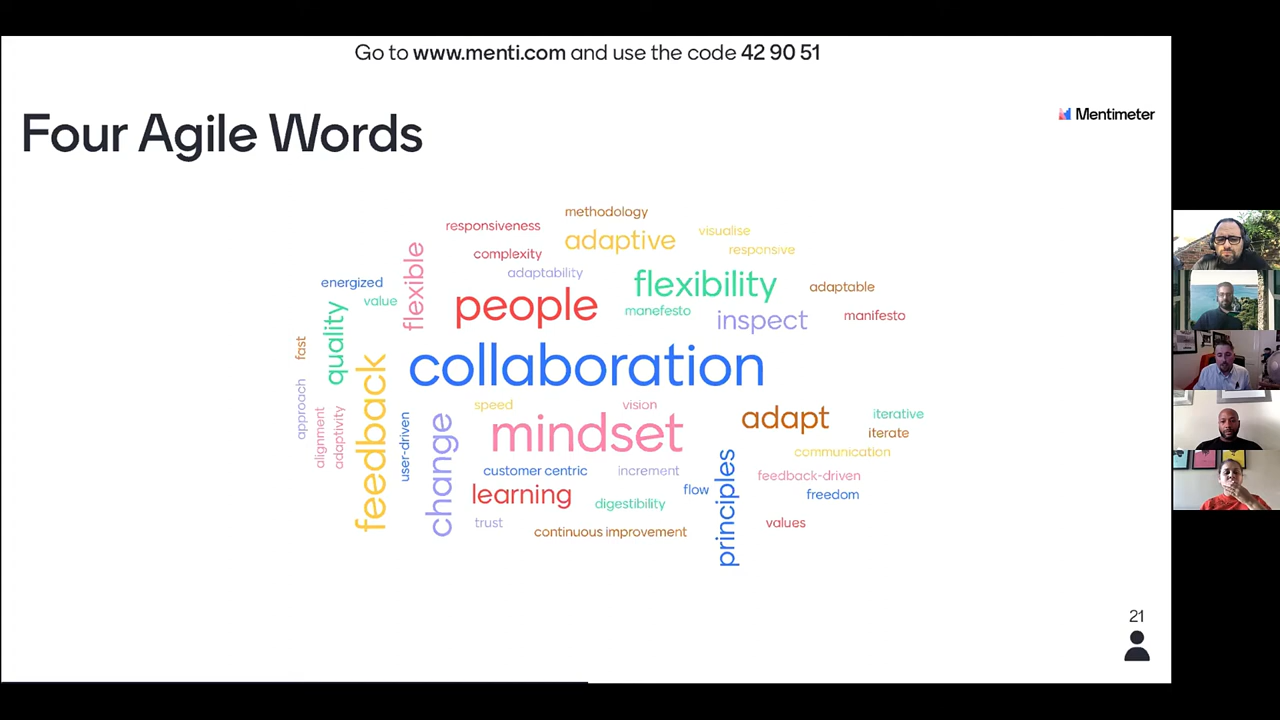 Go to www.menti.com and use the code 42 90 51
Mentimeter
Four Agile Words
methodology
responsiveness
visualise
adaptive
responsive
complexity
flexible
adaptability
energized
flexibility
adaptable
value
people
manefesto
inspect
manifesto
quality
fast
collaboration
feedback
approach
alignment
adaptivity
user-driven
speed
vision
change
mindset
adapt
iterative
iterate
communication
customer centric
increment
principles
feedback-driven
learning
flow
freedom
digestibility
trust
continuous improvement
values
21